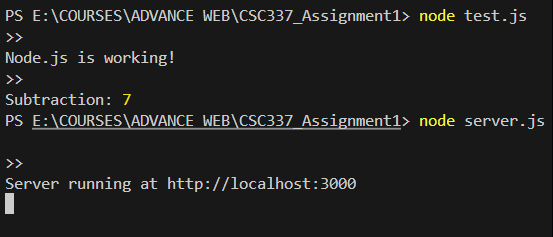 PS E:\COURSES\ADVANCE WEB\CSC337_Assignment1> node test.js
>>
Node.js is working!
>>
Subtraction: 7
PS E:\COURSES\ADVANCE WEB\CSC337_Assignment1> node server.js
>>
Server running at http://localhost:3000